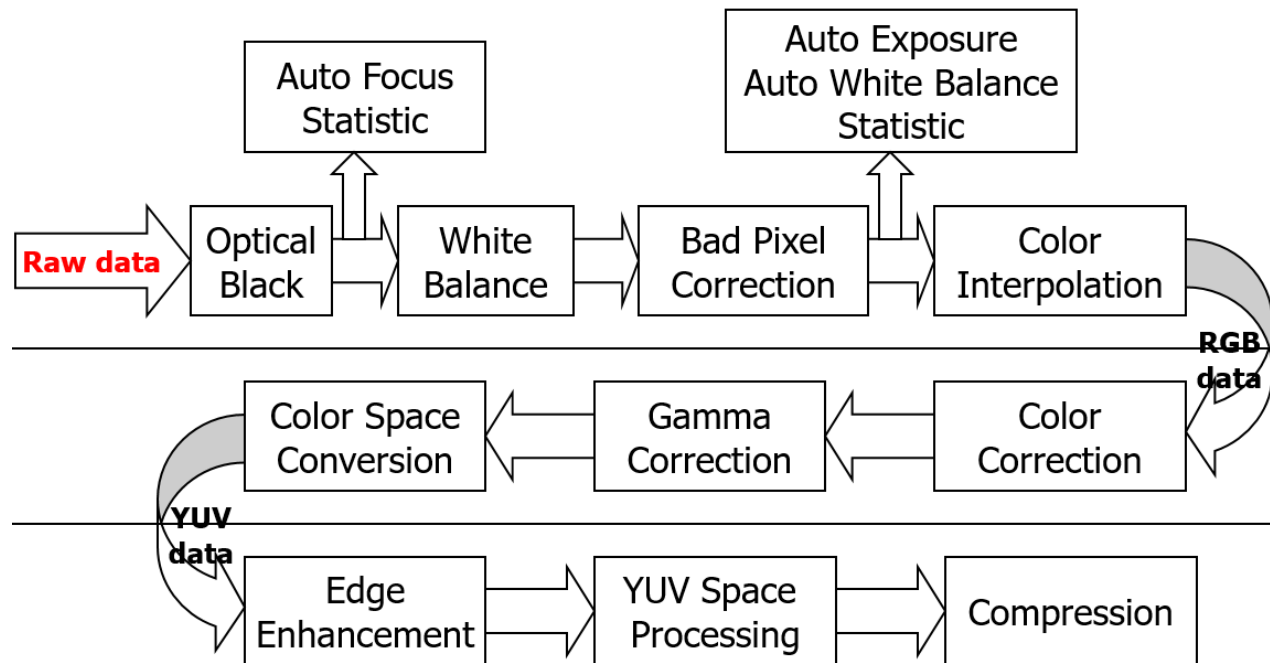 Auto Focus
Statistic
Auto Exposure
Auto White Balance
Statistic
Raw data
Optical
Black
White
Balance
Bad Pixel
Correction
Color
Interpolation
RGB
data
Color Space
Conversion
Gamma
Correction
Color
Correction
YUV
data
Edge
Enhancement
YUV Space
Processing
Compression